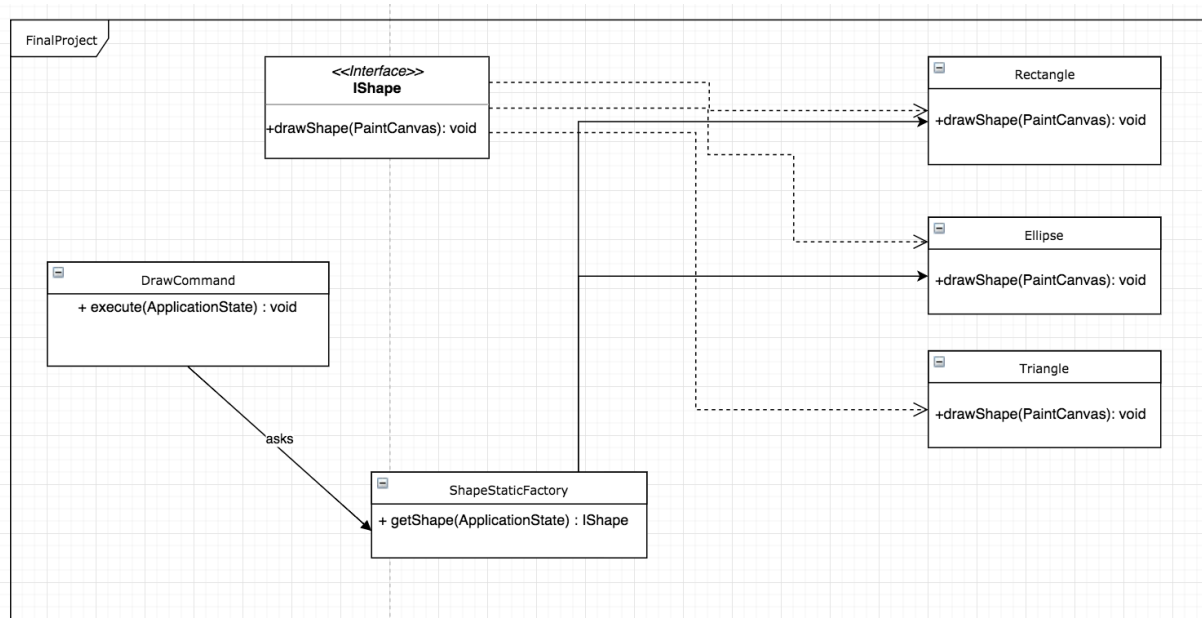 FinalProject
<<Interface>>
IShape
+drawShape(PaintCanvas): void
Rectangle
+drawShape(PaintCanvas): void
Ellipse
+drawShape(PaintCanvas): void
DrawCommand
+ execute(ApplicationState) : void
Triangle
+drawShape(PaintCanvas): void
asks
ShapeStaticFactory
+ getShape(ApplicationState) : IShape